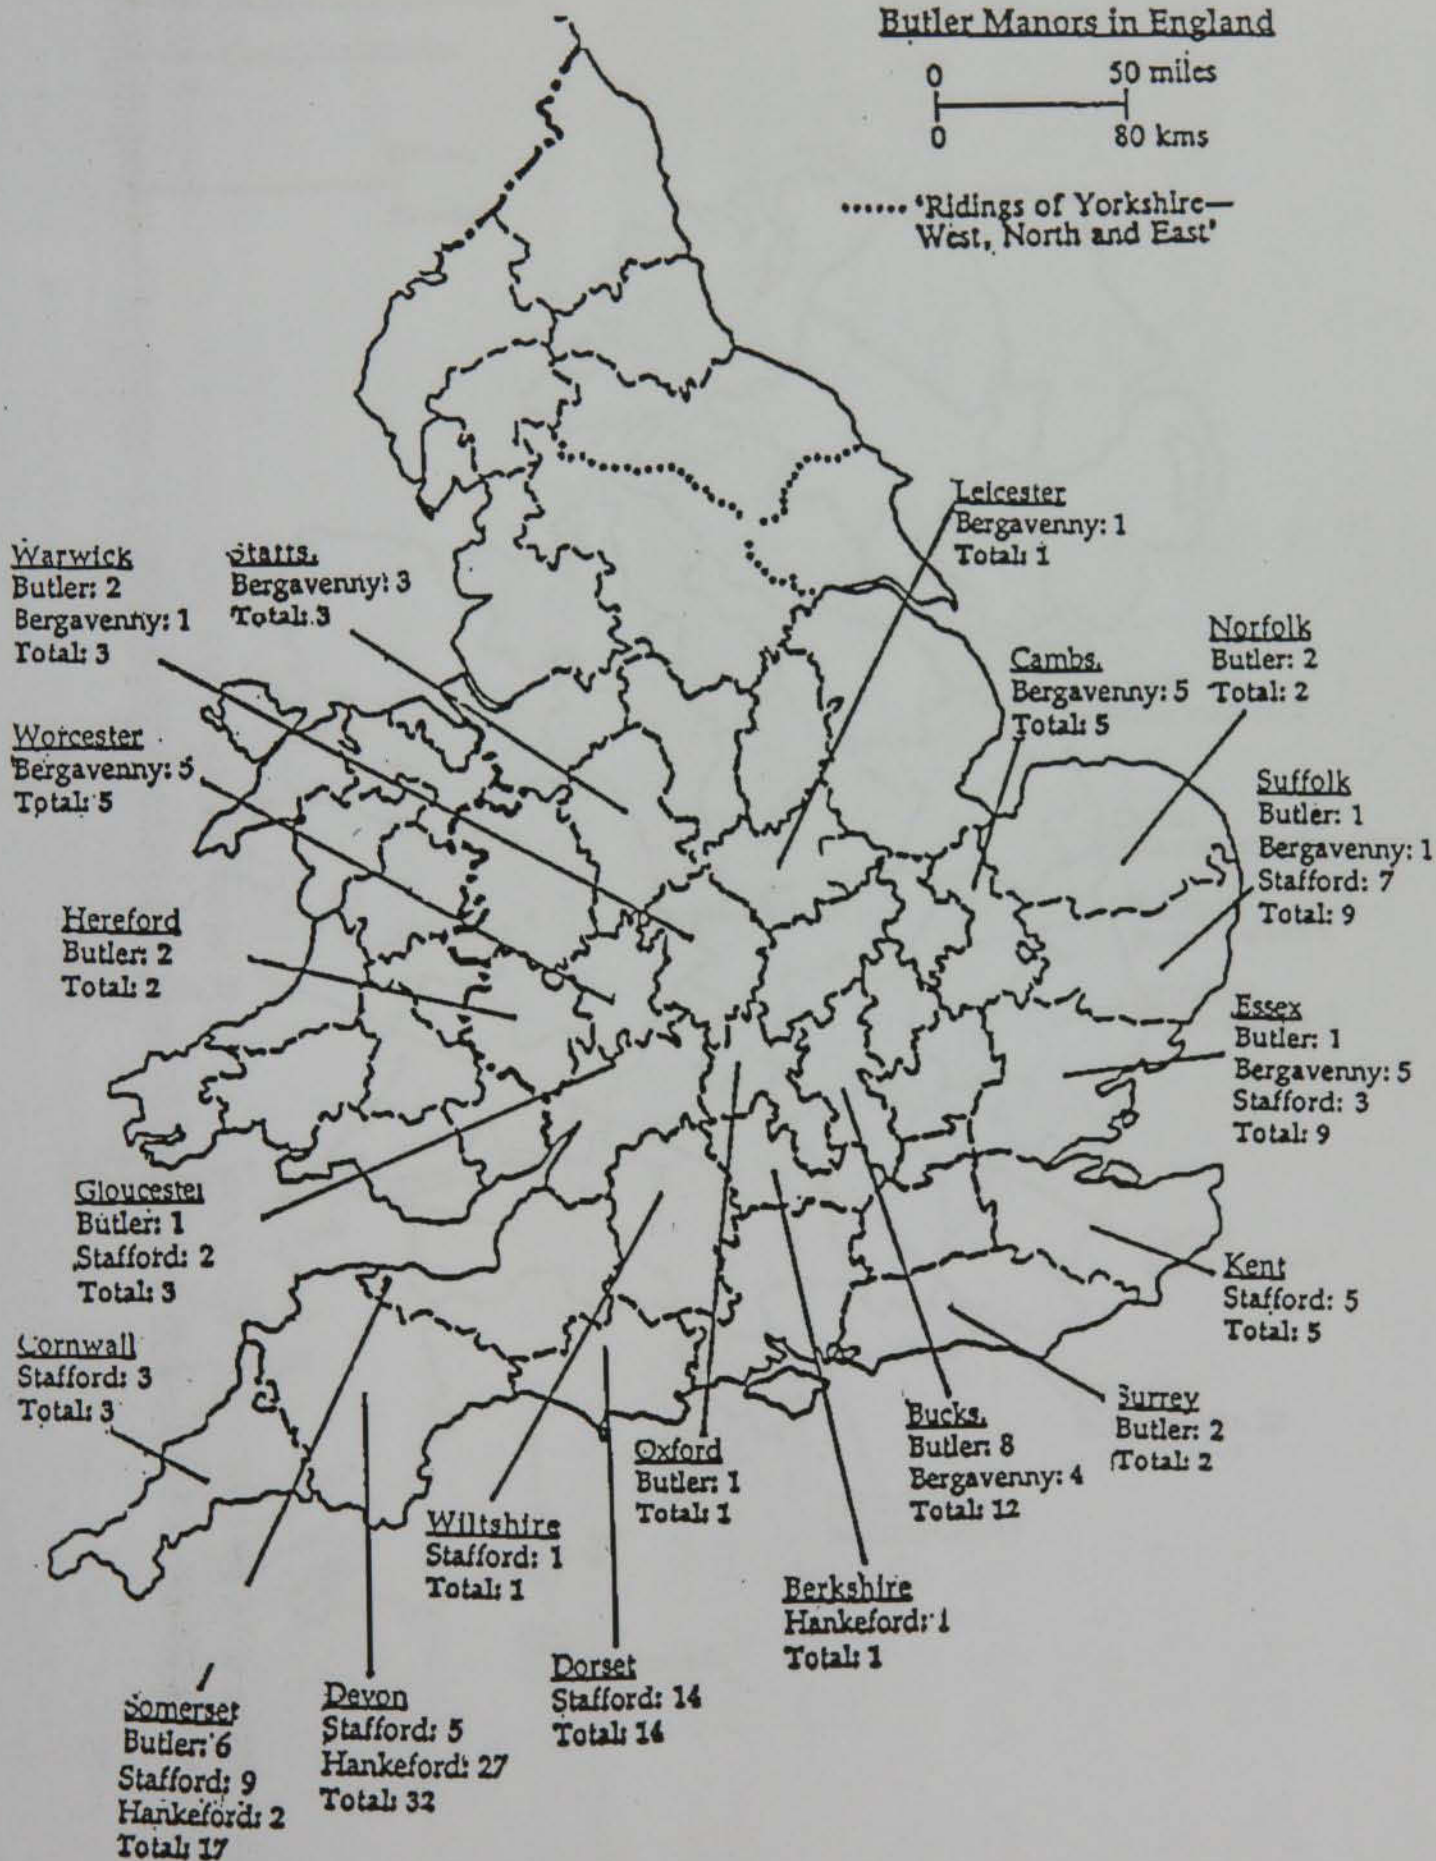 Butler Manors in England
0 50 miles
0 80 kms
...... 'Ridings of Yorkshire—
West, North and East'
Leicester
Bergavenny: 1
Total: 1
Warwick
Butler: 2
Bergavenny: 1
Total: 3
Staffs.
Bergavenny: 3
Total: 3
Norfolk
Butler: 2
Total: 2
Cambs.
Bergavenny: 5
Total: 5
Worcester
Bergavenny: 5
Total: 5
Suffolk
Butler: 1
Bergavenny: 1
Stafford: 7
Total: 9
Hereford
Butler: 2
Total: 2
Essex
Butler: 1
Bergavenny: 5
Stafford: 3
Total: 9
Gloucester
Butler: 1
Stafford: 2
Total: 3
Kent
Stafford: 5
Total: 5
Cornwall
Stafford: 3
Total: 3
Surrey
Butler: 2
Total: 2
Bucks.
Butler: 8
Bergavenny: 4
Total: 12
Oxford
Butler: 1
Total: 1
Wiltshire
Stafford: 1
Total: 1
Berkshire
Hankeford: 1
Total: 1
Dorset
Stafford: 14
Total: 14
Devon
Stafford: 5
Hankeford: 27
Total: 32
Somerset
Butler: 6
Stafford: 9
Hankeford: 2
Total: 17